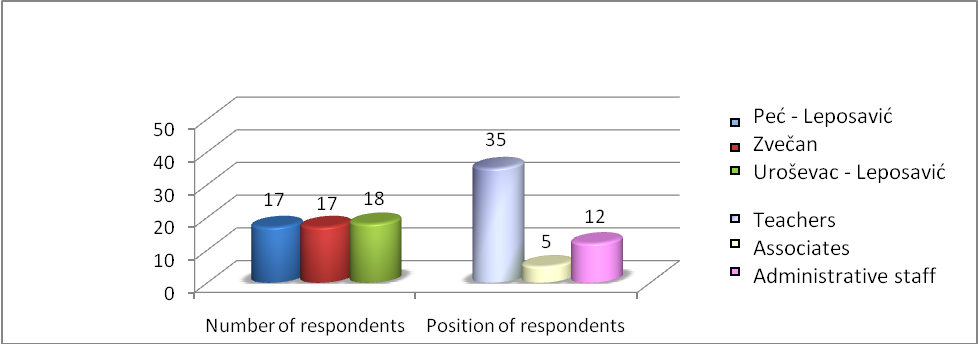 50
40
30
20
10
0
17
17
18
35
5
12
Number of respondents
Position of respondents
Peć - Leposavić
Zvečan
Uroševac - Leposavić
Teachers
Associates
Administrative staff